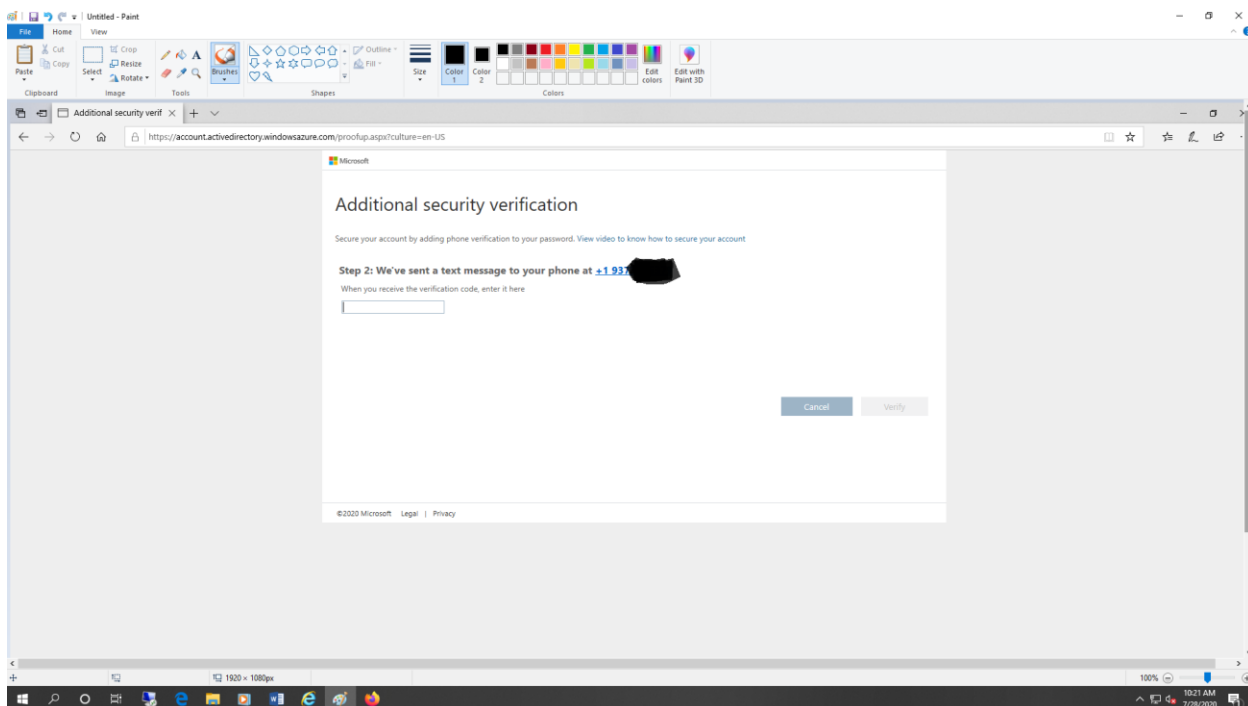 Untitled - Paint
File Home View
Paste
Cut
Copy
Clipboard
Select
Crop
Resize
Rotate
Image
A
Tools
Brushes
Outline
Fill
Shapes
Size
Color 1
Color 2
Edit colors
Colors
Edit with Paint 3D
Additional security verif
https://account.activedirectory.windowsazure.com/proofup.aspx?culture=en-US
Microsoft
Additional security verification
Secure your account by adding phone verification to your password. View video to know how to secure your account
Step 2: We've sent a text message to your phone at +1 937
When you receive the verification code, enter it here
Cancel Verify
©2020 Microsoft Legal | Privacy
1920 × 1080px 100%
10:21 AM
7/28/2020